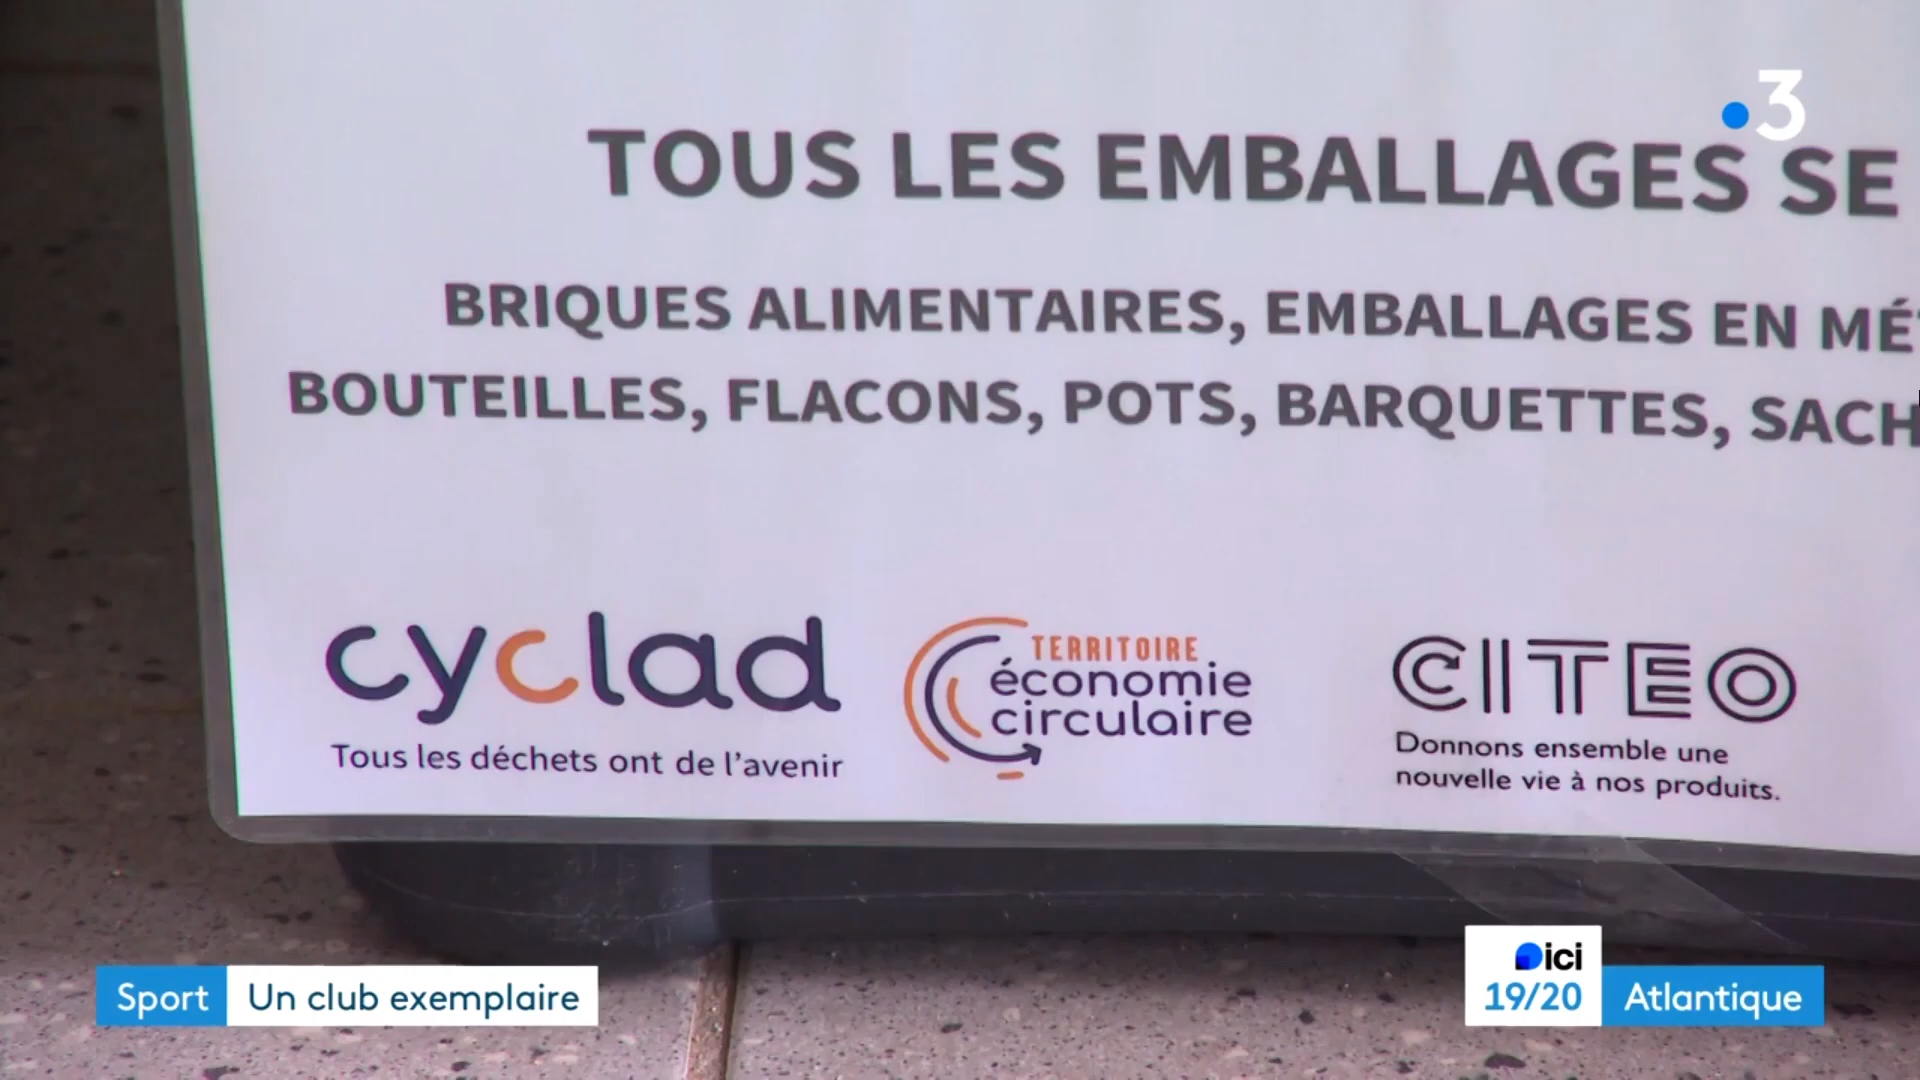 3
TOUS LES EMBALLAGES SE
BRIQUES ALIMENTAIRES, EMBALLAGES EN
BOUTEILLES, FLACONS, POTS, BARQUETTES,
cyclad
Tous les déchets ont de l'avenir
TERRITOIRE
économie
circulaire
CITEO
Donnons ensemble une
nouvelle vie à nos produits.
Sport Un club exemplaire
ici
19/20 Atlantique